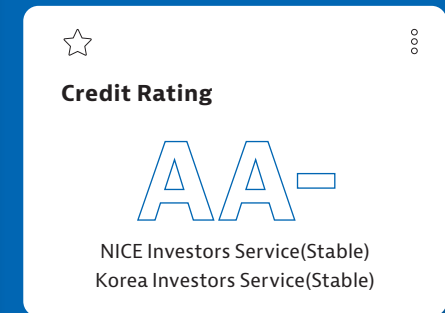 Credit Rating
AA-
NICE Investors Service(Stable)
Korea Investors Service(Stable)